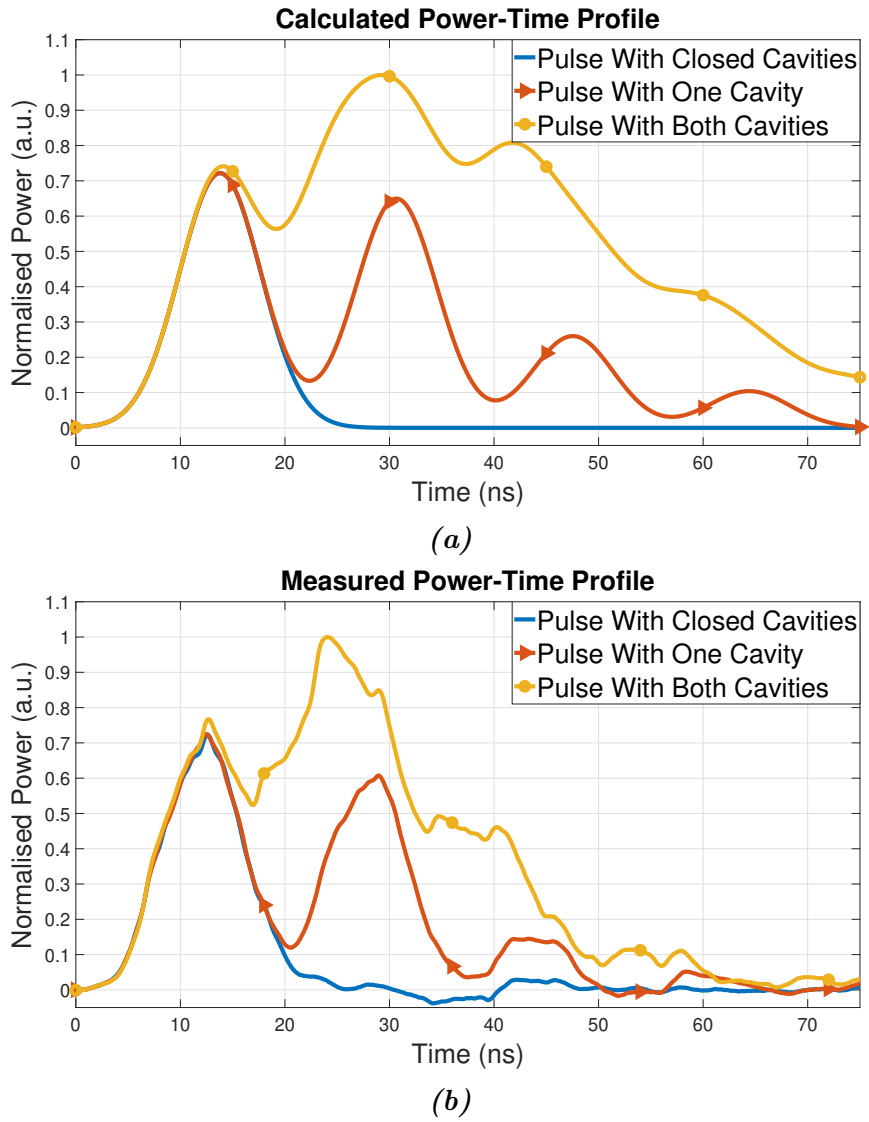 Calculated Power-Time Profile
Normalised Power (a.u.)
1.1
1
0.9
0.8
0.7
0.6
0.5
0.4
0.3
0.2
0.1
0
Pulse With Closed Cavities
Pulse With One Cavity
Pulse With Both Cavities
0 10 20 30 40 50 60 70
Time (ns)
(a)
Measured Power-Time Profile
Normalised Power (a.u.)
1.1
1
0.9
0.8
0.7
0.6
0.5
0.4
0.3
0.2
0.1
0
Pulse With Closed Cavities
Pulse With One Cavity
Pulse With Both Cavities
0 10 20 30 40 50 60 70
Time (ns)
(b)